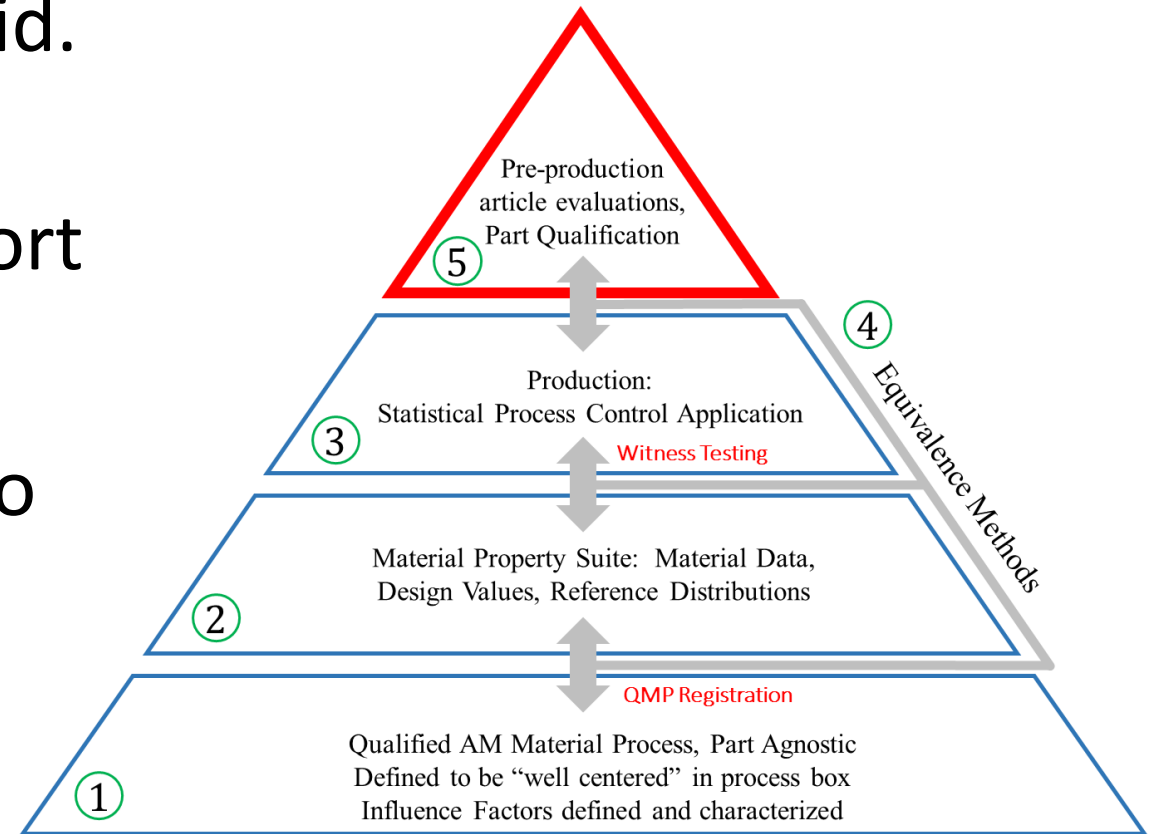 id.
ort
o
Pre-production
article evaluations,
Part Qualification
5
4
Equivalence Methods
Production:
Statistical Process Control Application
3
Witness Testing
Material Property Suite: Material Data,
Design Values, Reference Distributions
2
QMP Registration
Qualified AM Material Process, Part Agnostic
Defined to be “well centered” in process box
Influence Factors defined and characterized
1